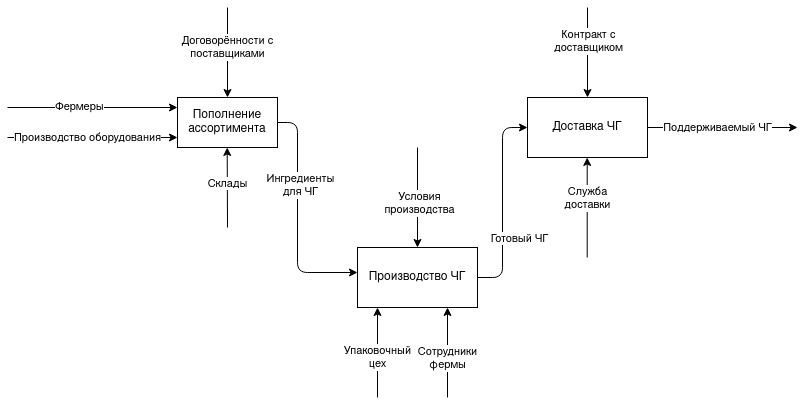 Договорённости с
поставщиками
Контракт с
доставщиком
Фермеры
Пополнение
ассортимента
Производство оборудования
Доставка ЧГ
Поддерживаемый ЧГ
Склады
Ингредиенты
для ЧГ
Условия
производства
Служба
доставки
Готовый ЧГ
Производство ЧГ
Упаковочный
цех
Сотрудники
фермы